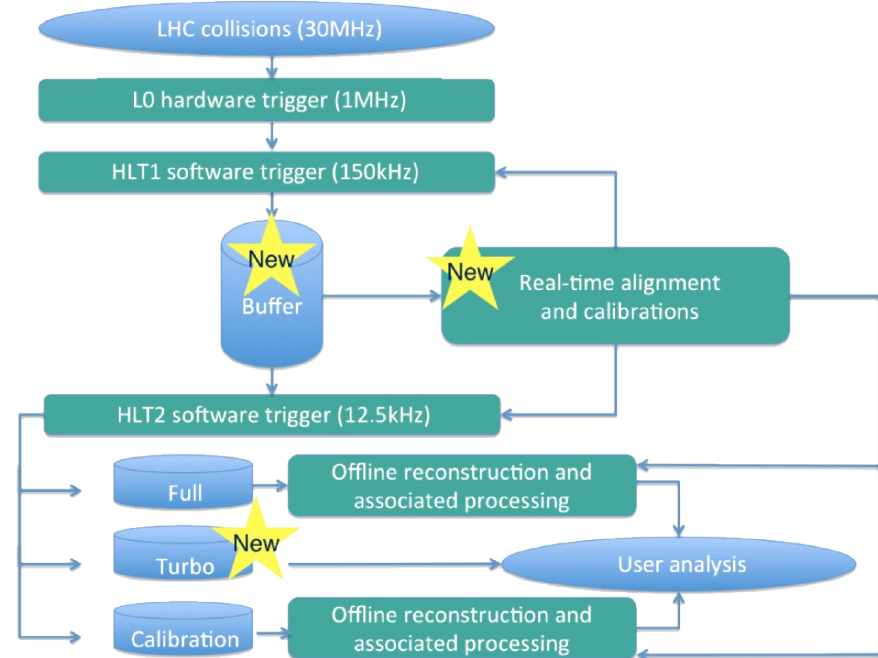 LHC collisions (30MHz)
L0 hardware trigger (1MHz)
HLT1 software trigger (150kHz)
New
Buffer
New
Real-time alignment
and calibrations
HLT2 software trigger (12.5kHz)
Full
Offline reconstruction and
associated processing
Turbo
New
User analysis
Calibration
Offline reconstruction and
associated processing